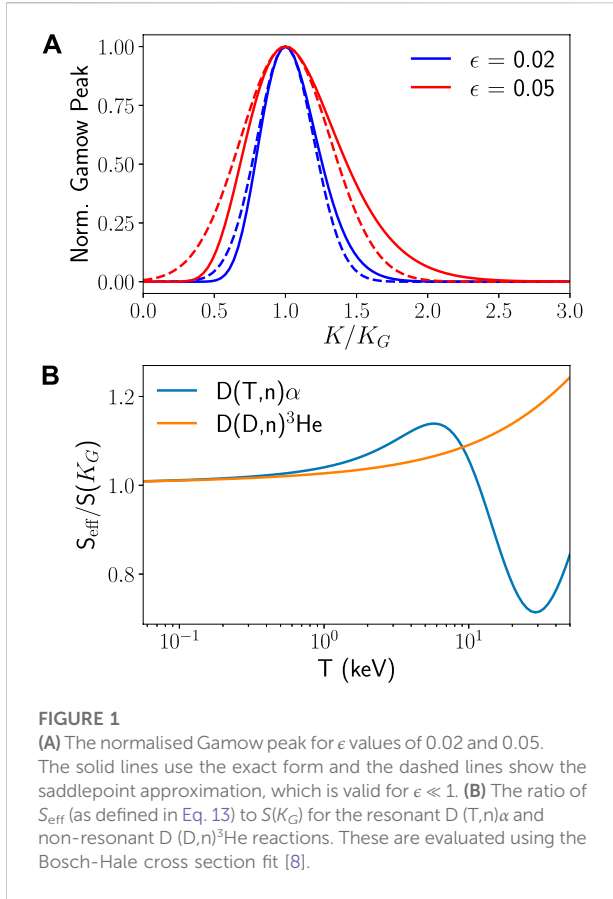 A
1.00
0.75
0.50
0.25
0.00
Norm. Gamow Peak
ϵ = 0.02
ϵ = 0.05
0.0 0.5 1.0 1.5 2.0 2.5 3.0
K/K_G
B
1.2
1.0
0.8
S_eff/S(K_G)
D(T,n)α
D(D,n)³He
10⁻¹ 10⁰ 10¹
T (keV)
FIGURE 1
(A) The normalised Gamow peak for ϵ values of 0.02 and 0.05.
The solid lines use the exact form and the dashed lines show the
saddlepoint approximation, which is valid for ϵ ≪ 1. (B) The ratio of
S_eff (as defined in Eq. 13) to S(K_G) for the resonant D (T,n)α and
non-resonant D (D,n)³He reactions. These are evaluated using the
Bosch-Hale cross section fit [8].